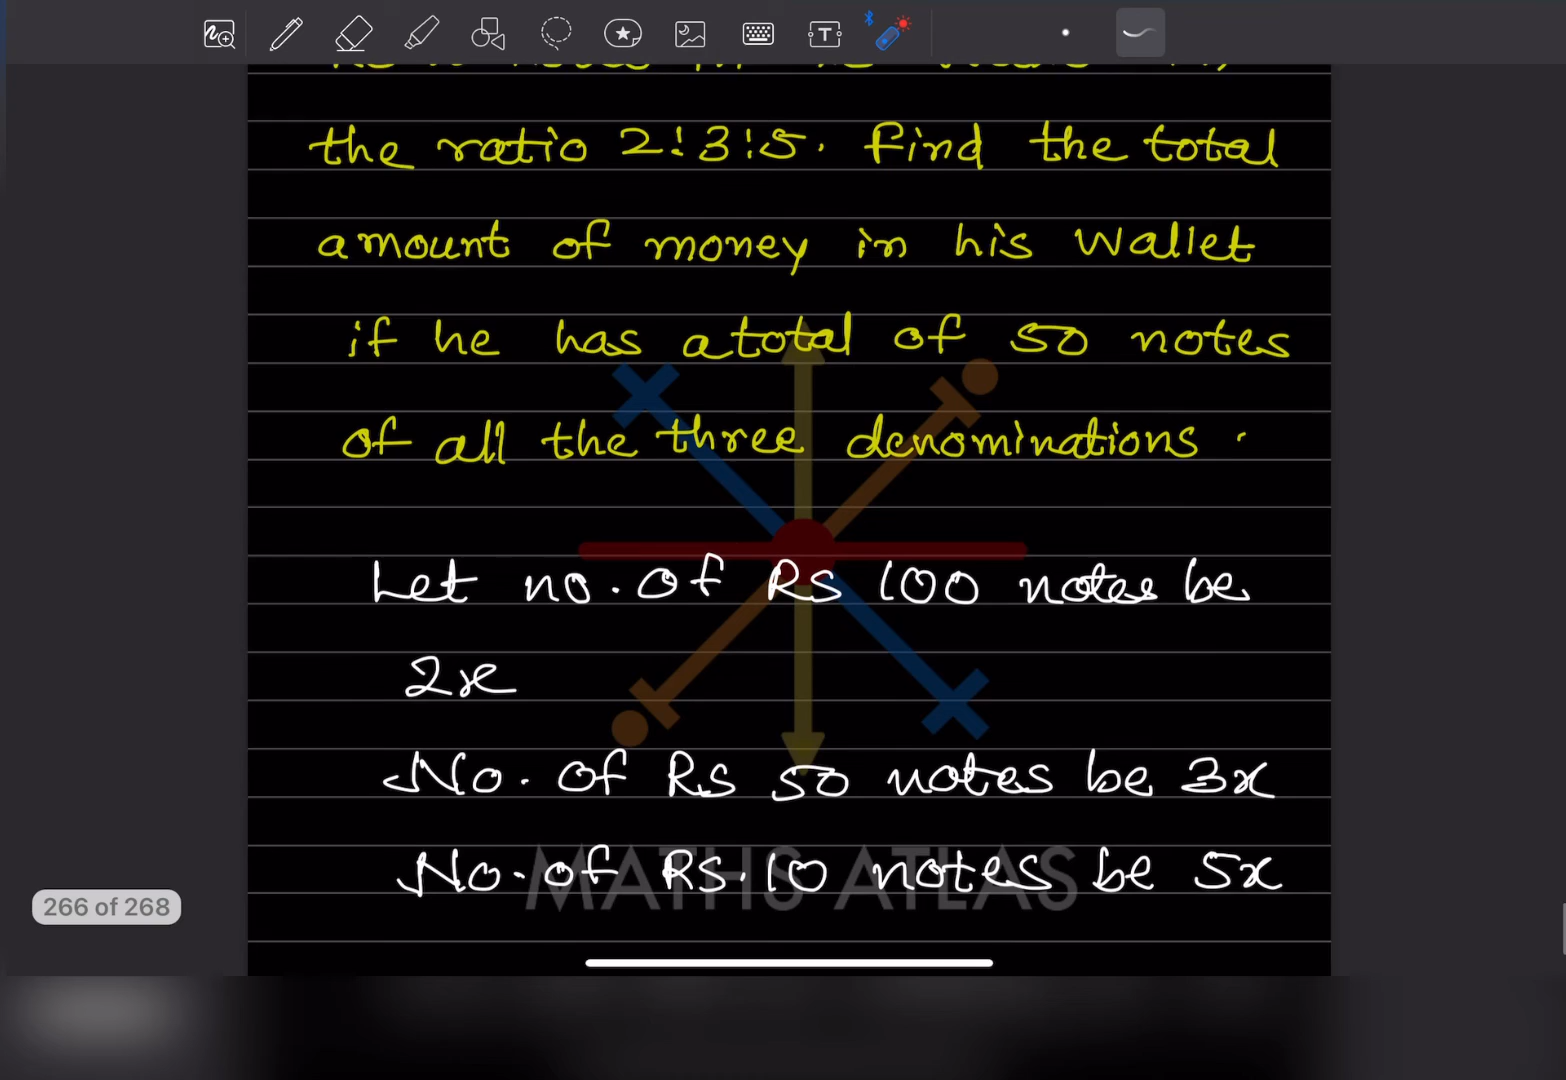 the ratio 2:3:5. find the total
amount of money in his wallet
if he has a total of 50 notes
of all the three denominations.
Let no. of Rs 100 notes be
2x
No. of Rs 50 notes be 3x
No. of Rs. 10 notes be 5x
MATHS ATLAS
266 of 268